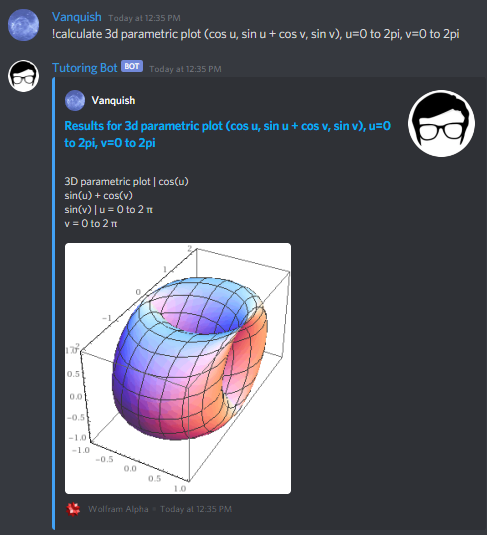 Vanquish Today at 12:35 PM
!calculate 3d parametric plot (cos u, sin u + cos v, sin v), u=0 to 2pi, v=0 to 2pi
Tutoring Bot BOT Today at 12:35 PM
Vanquish
Results for 3d parametric plot (cos u, sin u + cos v, sin v), u=0
to 2pi, v=0 to 2pi
3D parametric plot | cos(u)
sin(u) + cos(v)
sin(v) | u = 0 to 2 π
v = 0 to 2 π
2
1
0
-1
-2
1.0
0.5
0.0
-0.5
-1.0
-1.0
-0.5
0.0
0.5
1.0
Wolfram Alpha • Today at 12:35 PM